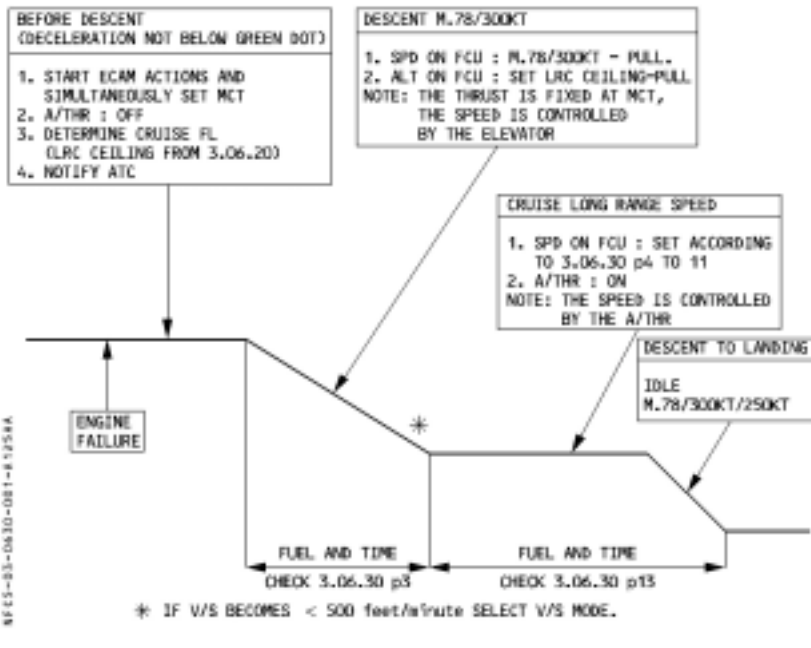 BEFORE DESCENT
(DECELERATION NOT BELOW GREEN DOT)
1. START ECAM ACTIONS AND
SIMULTANEOUSLY SET MCT
2. A/THR : OFF
3. DETERMINE CRUISE FL
(LRC CEILING FROM 3.06.20)
4. NOTIFY ATC
DESCENT M.78/300KT
1. SPD ON FCU : M.78/300KT - PULL.
2. ALT ON FCU : SET LRC CEILING-PULL
NOTE: THE THRUST IS FIXED AT MCT,
THE SPEED IS CONTROLLED
BY THE ELEVATOR
CRUISE LONG RANGE SPEED
1. SPD ON FCU : SET ACCORDING
TO 3.06.30 p4 TO 11
2. A/THR : ON
NOTE: THE SPEED IS CONTROLLED
BY THE A/THR
DESCENT TO LANDING
IDLE
M.78/300KT/250KT
ENGINE
FAILURE
*
FUEL AND TIME
CHECK 3.06.30 p3
FUEL AND TIME
CHECK 3.06.30 p13
* IF V/S BECOMES < 500 feet/minute SELECT V/S MODE.